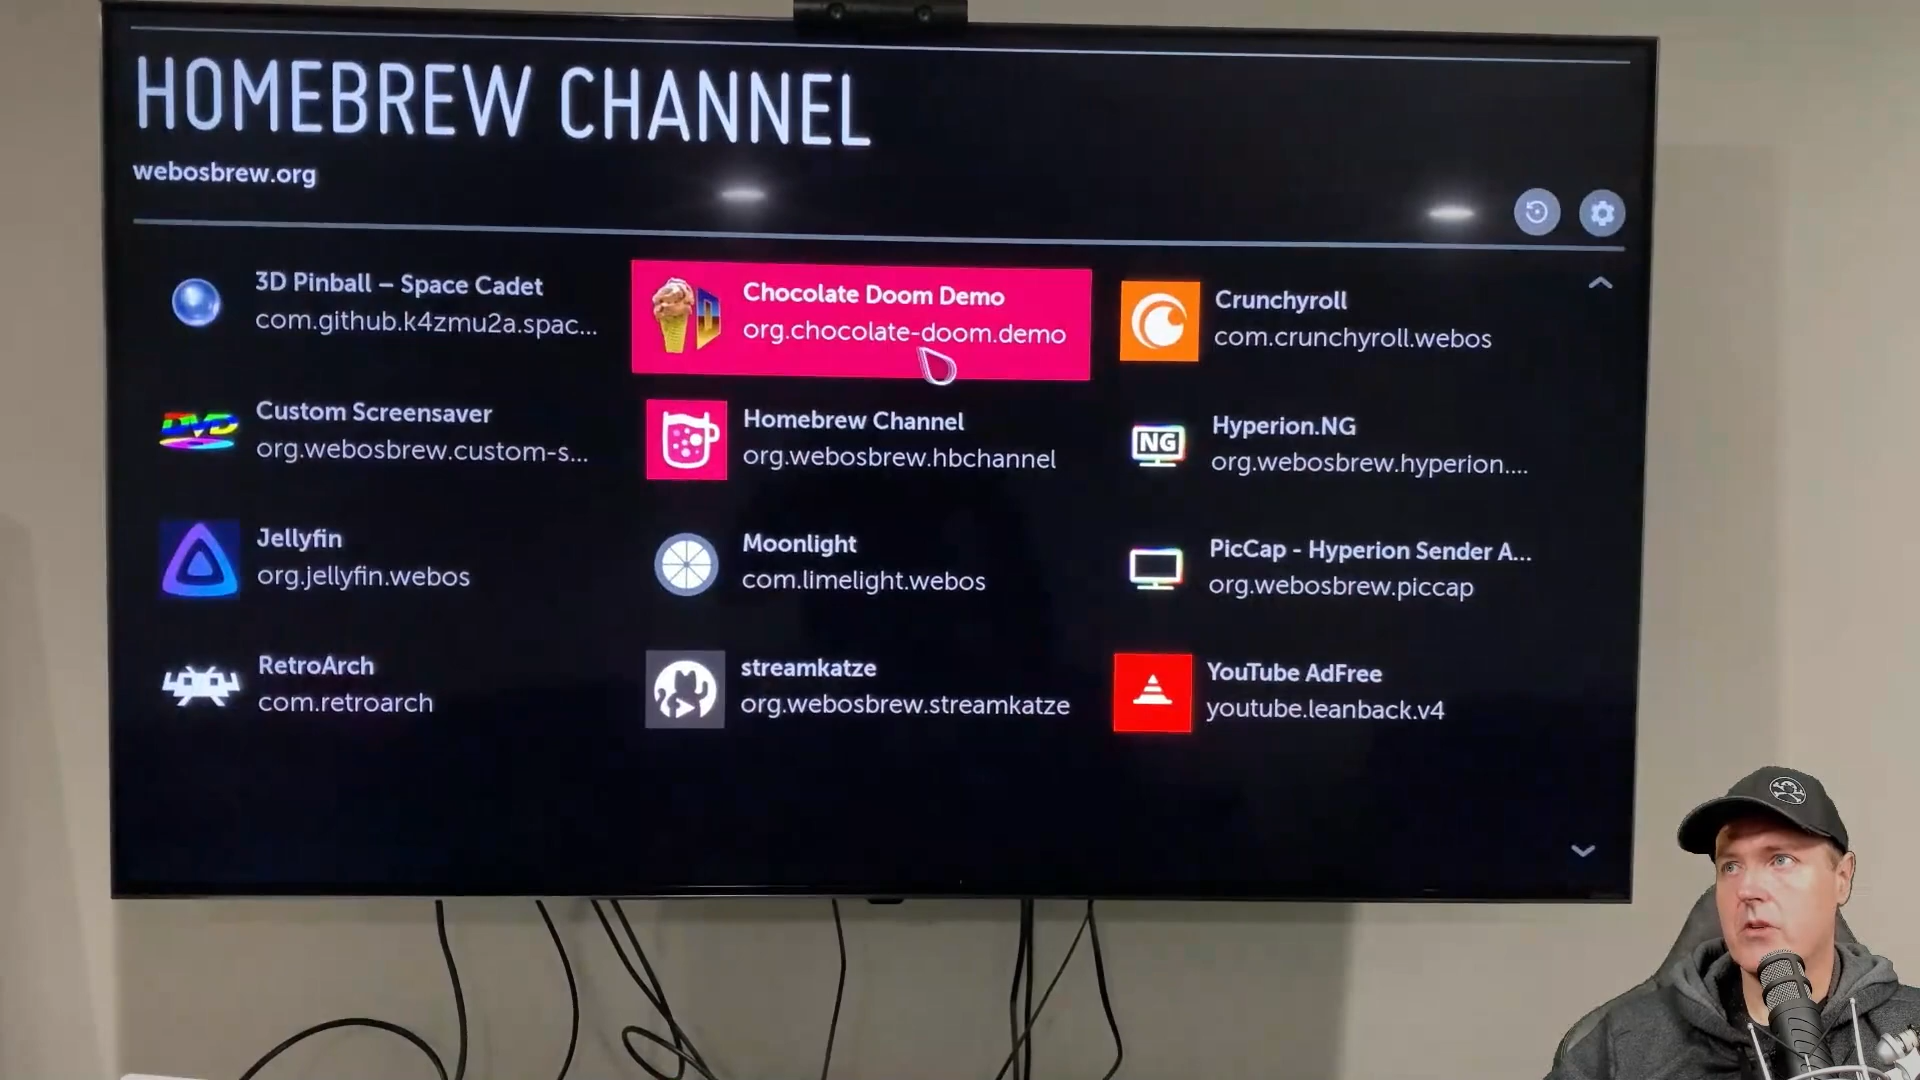 HOMEBREW CHANNEL
webosbrew.org
3D Pinball – Space Cadet
com.github.k4zmu2a.spac...
Chocolate Doom Demo
org.chocolate-doom.demo
Crunchyroll
com.crunchyroll.webos
DVD
Custom Screensaver
org.webosbrew.custom-s...
Homebrew Channel
org.webosbrew.hbchannel
NG
Hyperion.NG
org.webosbrew.hyperion....
Jellyfin
org.jellyfin.webos
Moonlight
com.limelight.webos
PicCap - Hyperion Sender A...
org.webosbrew.piccap
RetroArch
com.retroarch
streamkatze
org.webosbrew.streamkatze
YouTube AdFree
youtube.leanback.v4